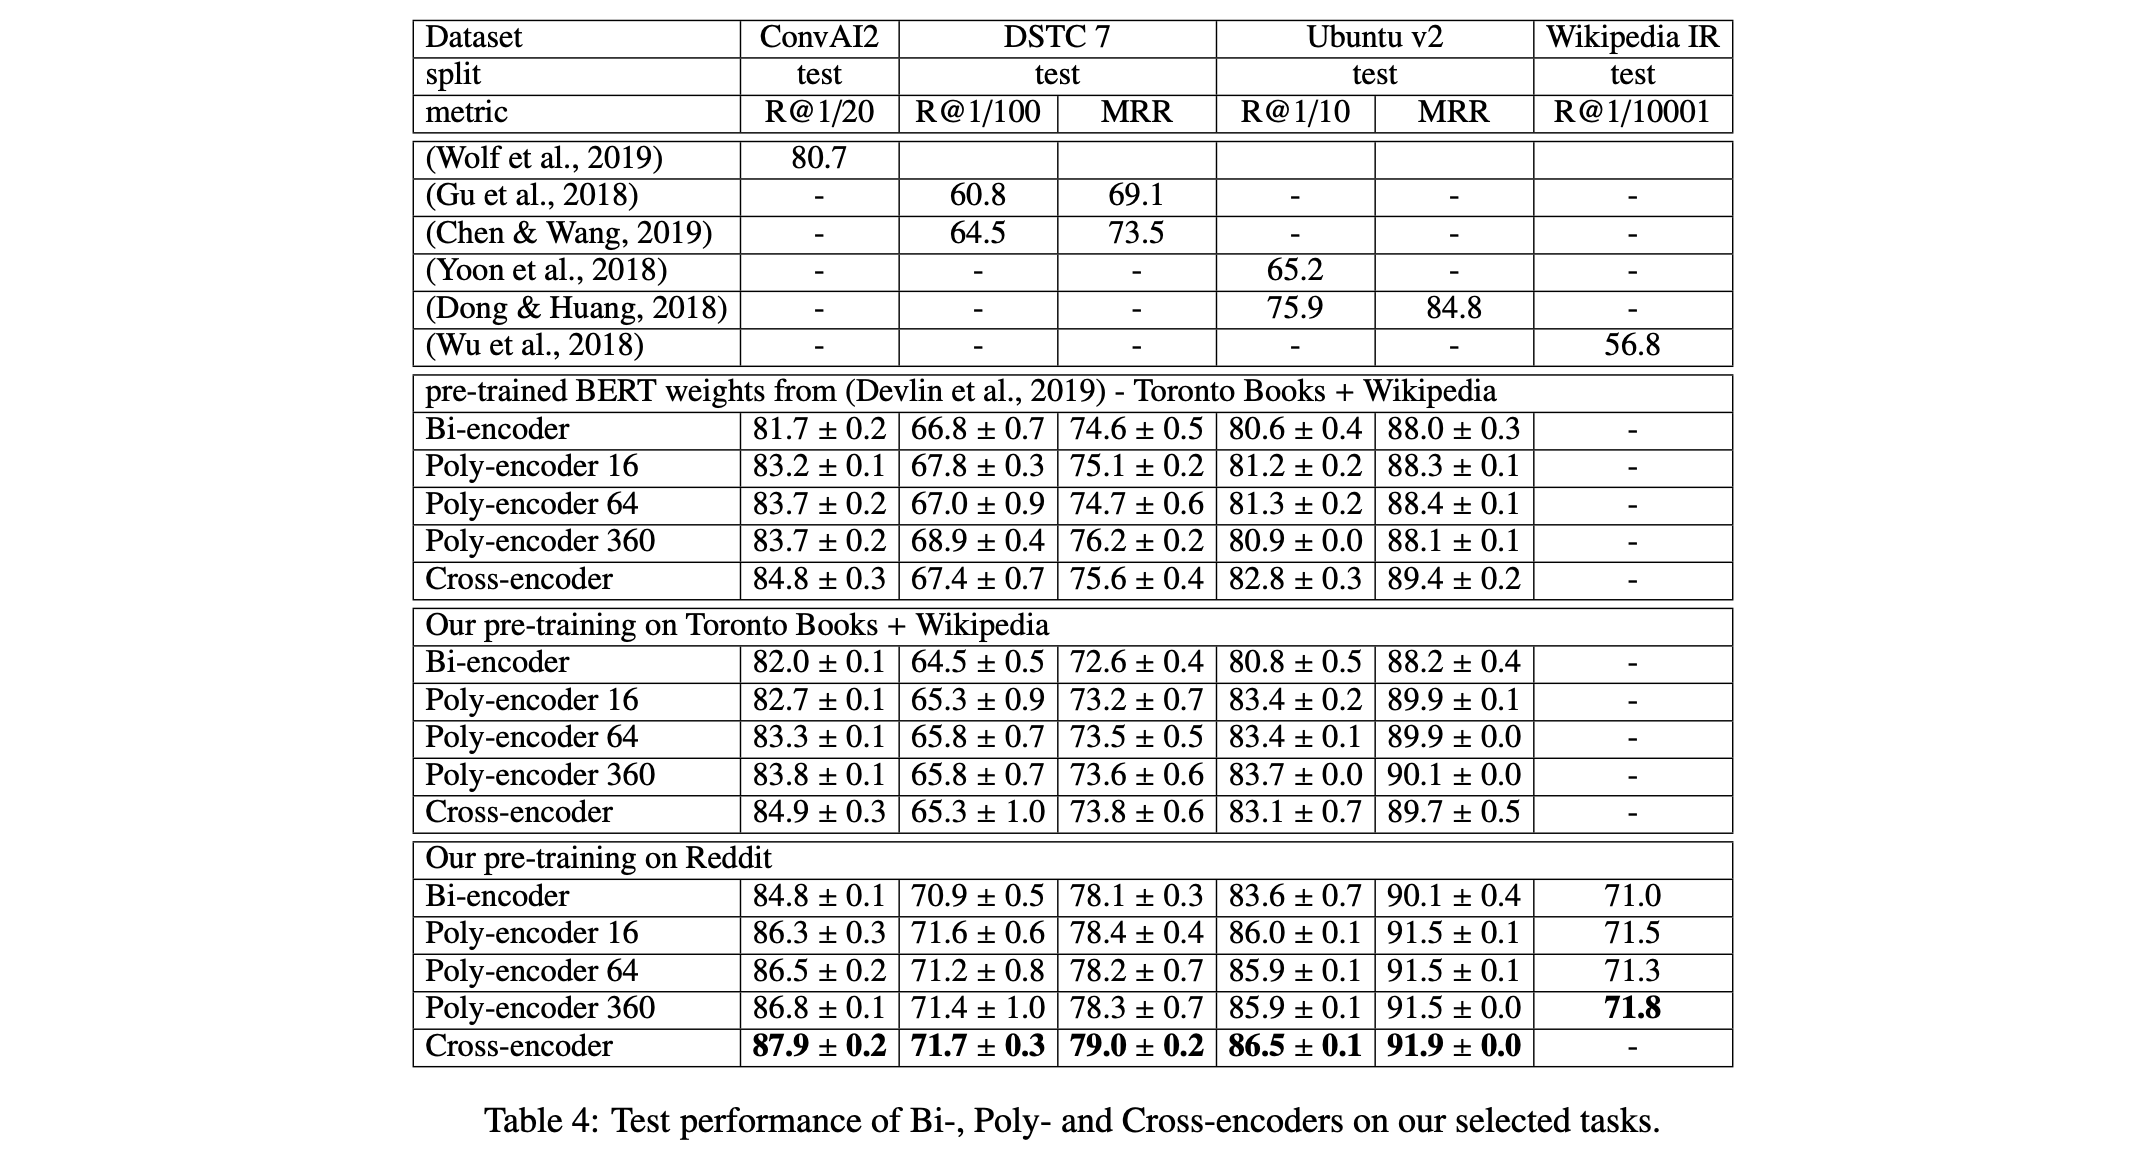 Dataset ConvAI2 DSTC 7 Ubuntu v2 Wikipedia IR
split test test test test
metric R@1/20 R@1/100 MRR R@1/10 MRR R@1/10001
(Wolf et al., 2019) 80.7
(Gu et al., 2018) - 60.8 69.1 - - -
(Chen & Wang, 2019) - 64.5 73.5 - - -
(Yoon et al., 2018) - - - 65.2 - -
(Dong & Huang, 2018) - - - 75.9 84.8 -
(Wu et al., 2018) - - - - - 56.8
pre-trained BERT weights from (Devlin et al., 2019) - Toronto Books + Wikipedia
Bi-encoder 81.7 ± 0.2 66.8 ± 0.7 74.6 ± 0.5 80.6 ± 0.4 88.0 ± 0.3 -
Poly-encoder 16 83.2 ± 0.1 67.8 ± 0.3 75.1 ± 0.2 81.2 ± 0.2 88.3 ± 0.1 -
Poly-encoder 64 83.7 ± 0.2 67.0 ± 0.9 74.7 ± 0.6 81.3 ± 0.2 88.4 ± 0.1 -
Poly-encoder 360 83.7 ± 0.2 68.9 ± 0.4 76.2 ± 0.2 80.9 ± 0.0 88.1 ± 0.1 -
Cross-encoder 84.8 ± 0.3 67.4 ± 0.7 75.6 ± 0.4 82.8 ± 0.3 89.4 ± 0.2 -
Our pre-training on Toronto Books + Wikipedia
Bi-encoder 82.0 ± 0.1 64.5 ± 0.5 72.6 ± 0.4 80.8 ± 0.5 88.2 ± 0.4 -
Poly-encoder 16 82.7 ± 0.1 65.3 ± 0.9 73.2 ± 0.7 83.4 ± 0.2 89.9 ± 0.1 -
Poly-encoder 64 83.3 ± 0.1 65.8 ± 0.7 73.5 ± 0.5 83.4 ± 0.1 89.9 ± 0.0 -
Poly-encoder 360 83.8 ± 0.1 65.8 ± 0.7 73.6 ± 0.6 83.7 ± 0.0 90.1 ± 0.0 -
Cross-encoder 84.9 ± 0.3 65.3 ± 1.0 73.8 ± 0.6 83.1 ± 0.7 89.7 ± 0.5 -
Our pre-training on Reddit
Bi-encoder 84.8 ± 0.1 70.9 ± 0.5 78.1 ± 0.3 83.6 ± 0.7 90.1 ± 0.4 71.0
Poly-encoder 16 86.3 ± 0.3 71.6 ± 0.6 78.4 ± 0.4 86.0 ± 0.1 91.5 ± 0.1 71.5
Poly-encoder 64 86.5 ± 0.2 71.2 ± 0.8 78.2 ± 0.7 85.9 ± 0.1 91.5 ± 0.1 71.3
Poly-encoder 360 86.8 ± 0.1 71.4 ± 1.0 78.3 ± 0.7 85.9 ± 0.1 91.5 ± 0.0 71.8
Cross-encoder 87.9 ± 0.2 71.7 ± 0.3 79.0 ± 0.2 86.5 ± 0.1 91.9 ± 0.0 -
Table 4: Test performance of Bi-, Poly- and Cross-encoders on our selected tasks.